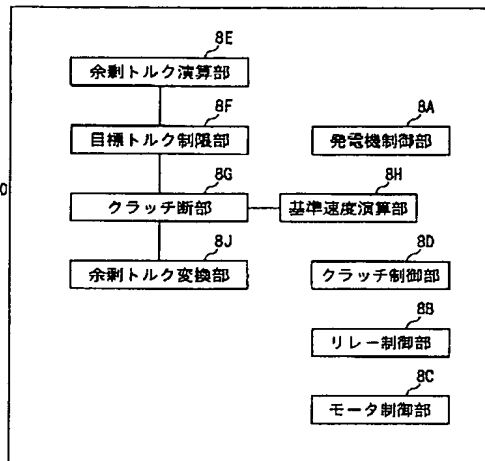 8E
余剰トルク演算部
8F
目標トルク制限部
8A
発電機制御部
8G
クラッチ断部
8H
基準速度演算部
8J
余剰トルク変換部
8D
クラッチ制御部
8B
リレー制御部
8C
モータ制御部